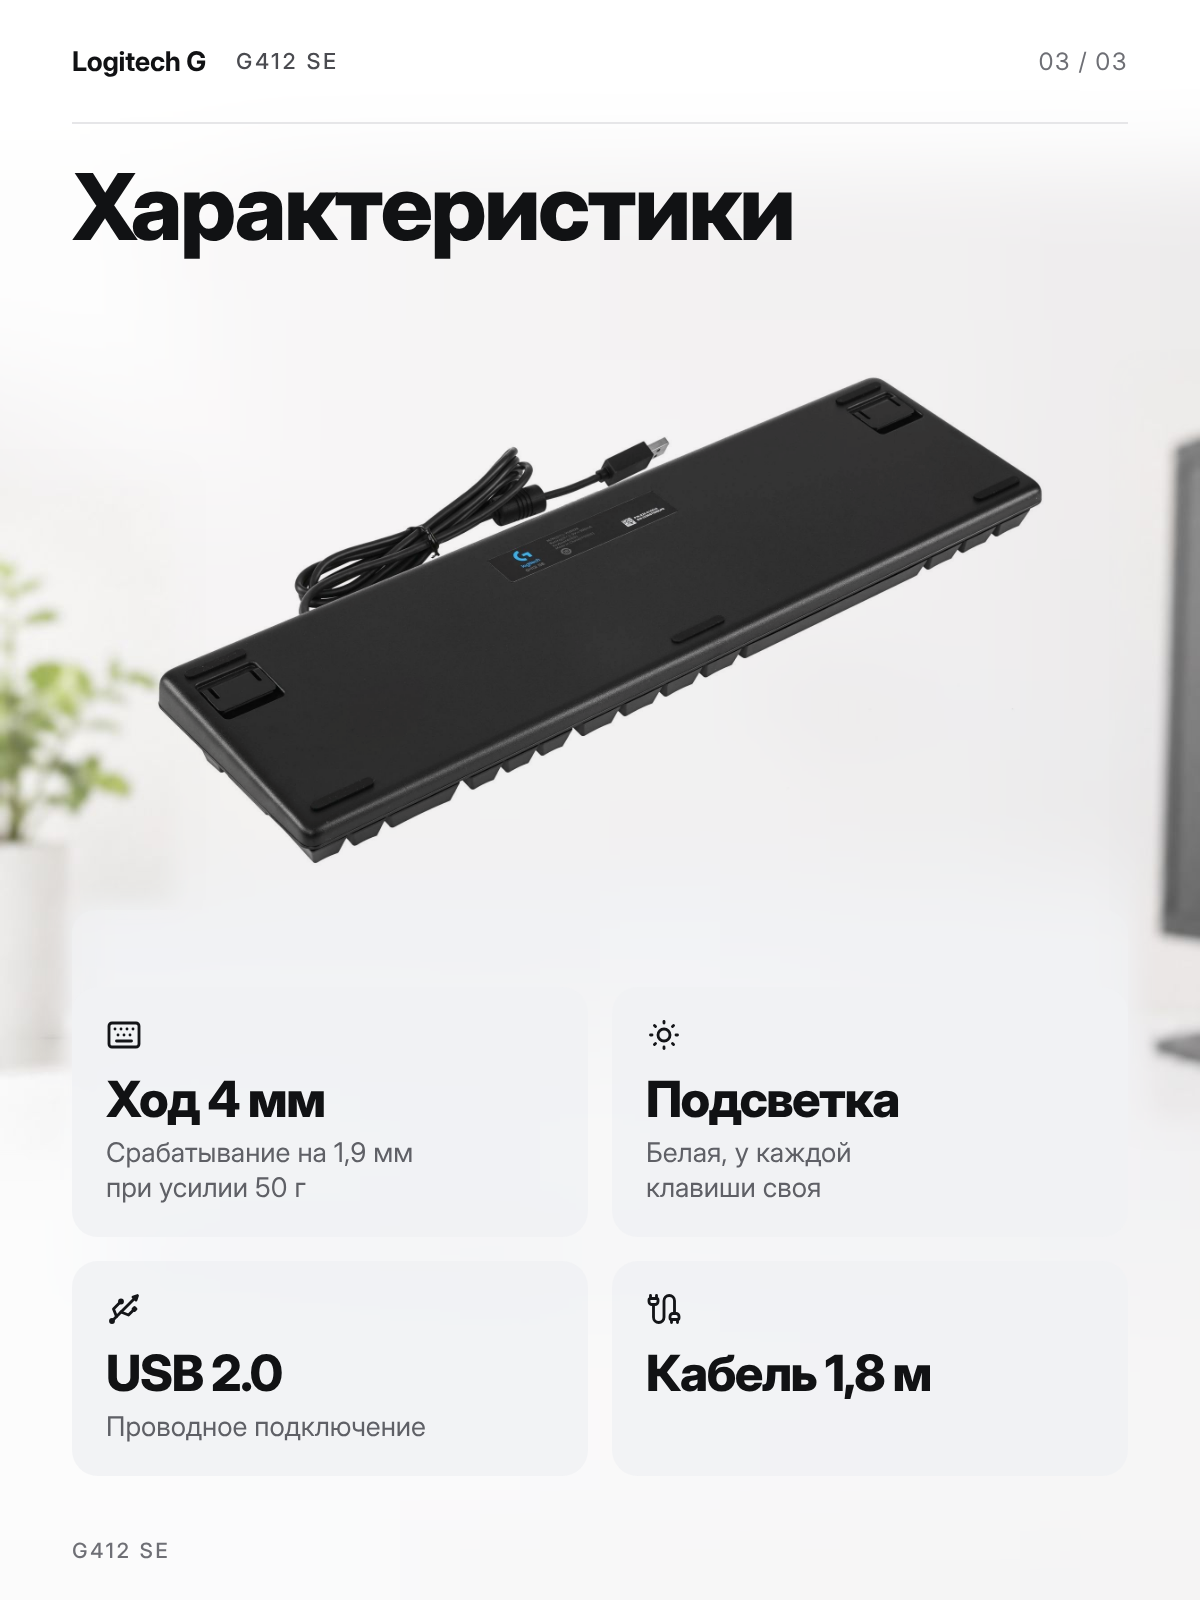 Logitech G G412 SE 03 / 03
Характеристики
logitech
Ход 4 мм
Срабатывание на 1,9 мм
при усилии 50 г
Подсветка
Белая, у каждой
клавиши своя
USB 2.0
Проводное подключение
Кабель 1,8 м
G412 SE